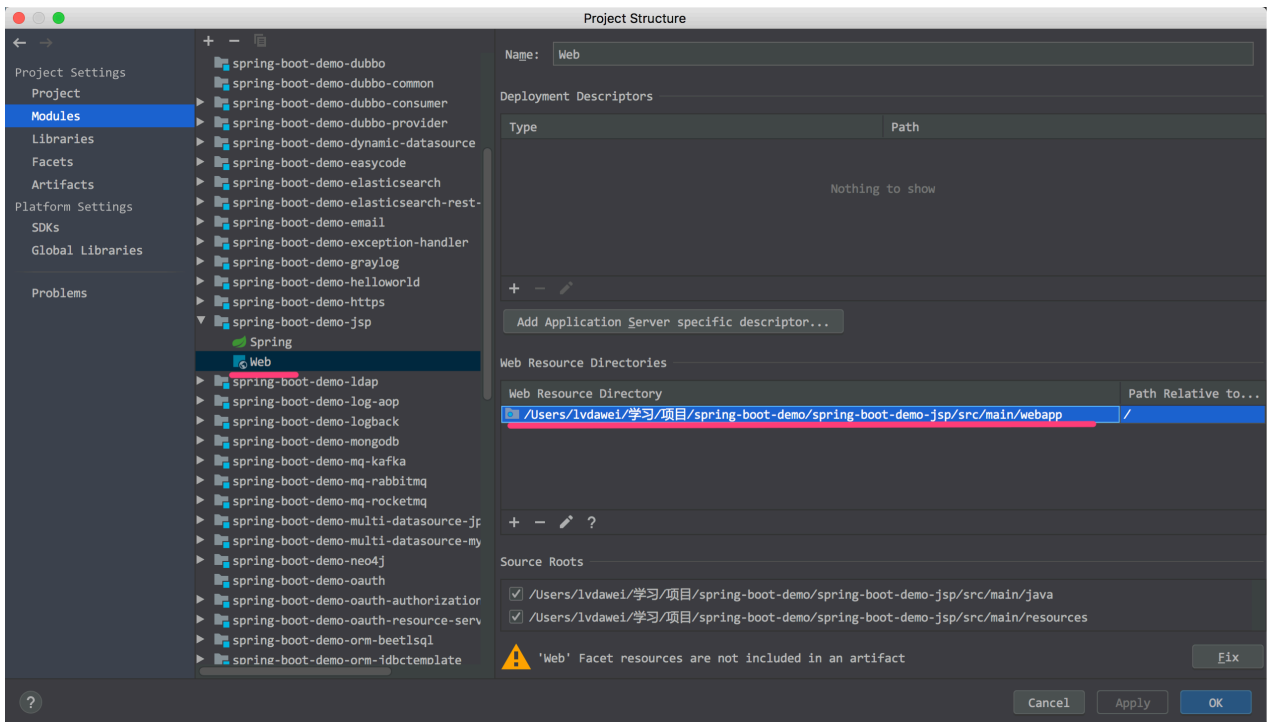 Project Structure
Project Settings
Project
Modules
Libraries
Facets
Artifacts
Platform Settings
SDKs
Global Libraries
Problems
spring-boot-demo-dubbo
spring-boot-demo-dubbo-common
spring-boot-demo-dubbo-consumer
spring-boot-demo-dubbo-provider
spring-boot-demo-dynamic-datasource
spring-boot-demo-easycode
spring-boot-demo-elasticsearch
spring-boot-demo-elasticsearch-rest-
spring-boot-demo-email
spring-boot-demo-exception-handler
spring-boot-demo-graylog
spring-boot-demo-helloworld
spring-boot-demo-https
spring-boot-demo-jsp
Spring
Web
spring-boot-demo-ldap
spring-boot-demo-log-aop
spring-boot-demo-logback
spring-boot-demo-mongodb
spring-boot-demo-mq-kafka
spring-boot-demo-mq-rabbitmq
spring-boot-demo-mq-rocketmq
spring-boot-demo-multi-datasource-jp
spring-boot-demo-multi-datasource-my
spring-boot-demo-neo4j
spring-boot-demo-oauth
spring-boot-demo-oauth-authorization
spring-boot-demo-oauth-resource-serv
spring-boot-demo-orm-beetlsql
spring-boot-demo-orm-jdbctemplate
Name: Web
Deployment Descriptors
Type Path
Nothing to show
Add Application Server specific descriptor...
Web Resource Directories
Web Resource Directory Path Relative to...
/Users/lvdawei/学习/项目/spring-boot-demo/spring-boot-demo-jsp/src/main/webapp /
?
Source Roots
/Users/lvdawei/学习/项目/spring-boot-demo/spring-boot-demo-jsp/src/main/java
/Users/lvdawei/学习/项目/spring-boot-demo/spring-boot-demo-jsp/src/main/resources
'Web' Facet resources are not included in an artifact
Fix
?
Cancel Apply OK